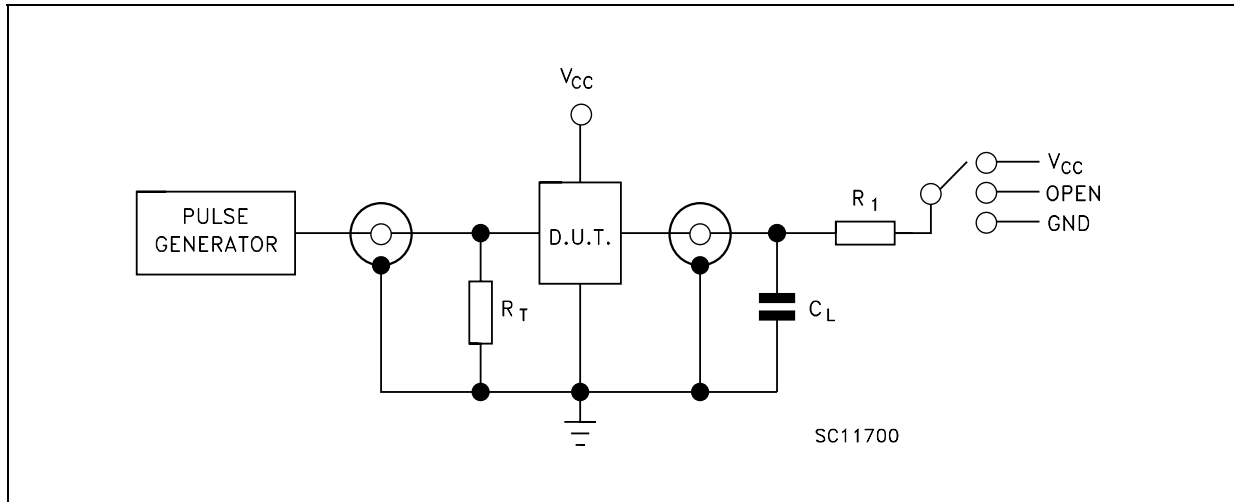 VCC
PULSE
GENERATOR
RT
D.U.T.
CL
R1
VCC
OPEN
GND
SC11700